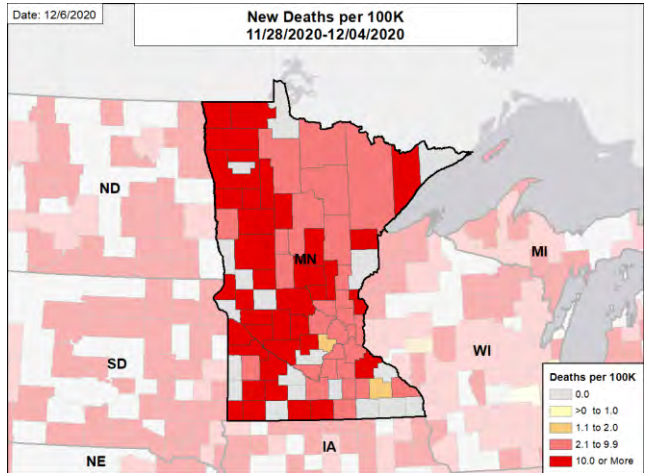 Date: 12/6/2020
New Deaths per 100K
11/28/2020-12/04/2020
ND
MN
MI
SD
WI
NE
IA
Deaths per 100K
0.0
>0 to 1.0
1.1 to 2.0
2.1 to 9.9
10.0 or More